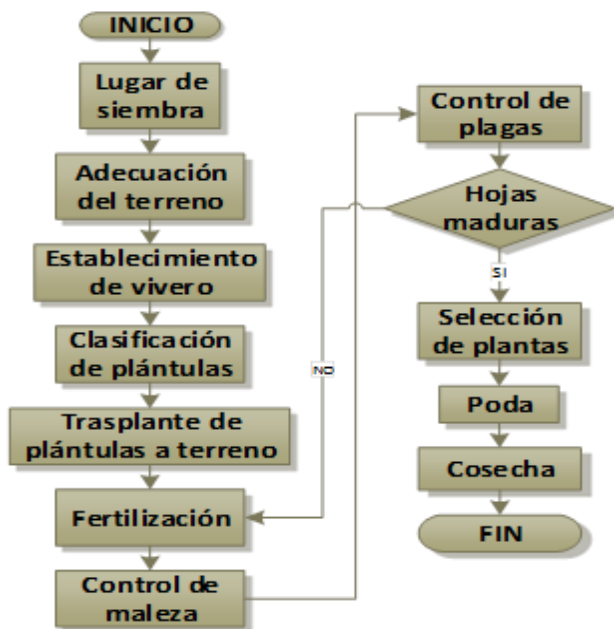 INICIO
Lugar de
siembra
Adecuación
del terreno
Establecimiento
de vivero
Clasificación
de plántulas
Trasplante de
plántulas a terreno
Fertilización
Control de
maleza
Control de
plagas
Hojas
maduras
NO
SI
Selección
de plantas
Poda
Cosecha
FIN